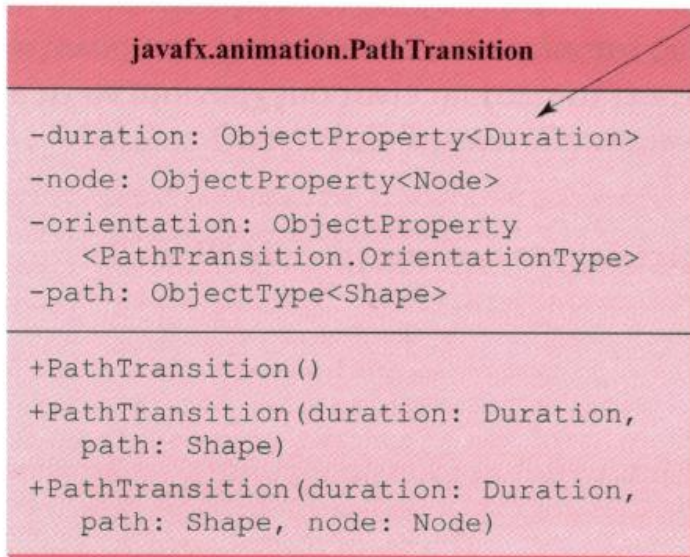 javafx.animation.PathTransition
-duration: ObjectProperty<Duration>
-node: ObjectProperty<Node>
-orientation: ObjectProperty
<PathTransition.OrientationType>
-path: ObjectType<Shape>
+PathTransition()
+PathTransition(duration: Duration,
path: Shape)
+PathTransition(duration: Duration,
path: Shape, node: Node)